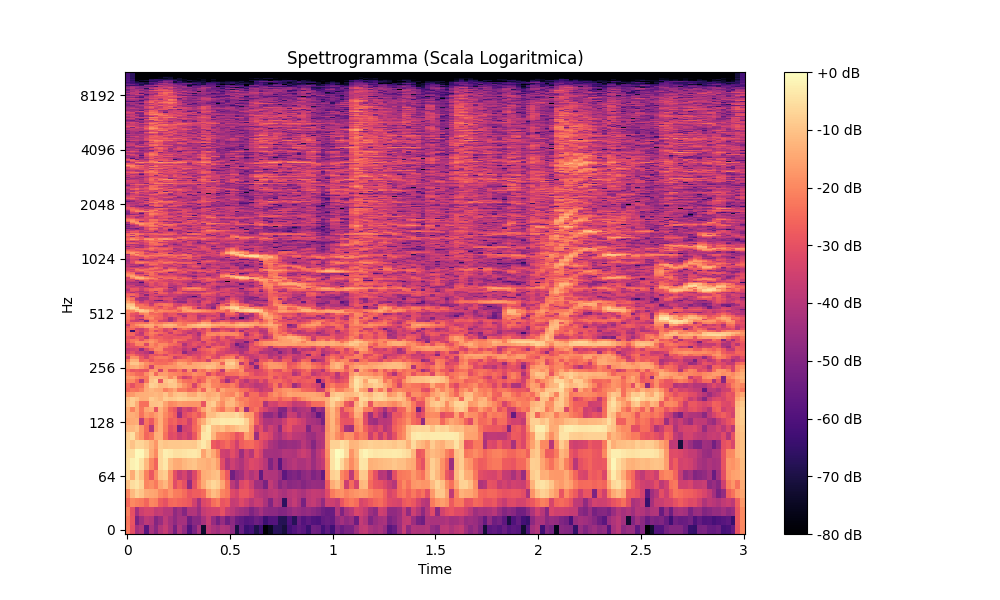 Spettrogramma (Scala Logaritmica)
Hz
8192
4096
2048
1024
512
256
128
64
0
0 0.5 1 1.5 2 2.5 3
Time
+0 dB
-10 dB
-20 dB
-30 dB
-40 dB
-50 dB
-60 dB
-70 dB
-80 dB